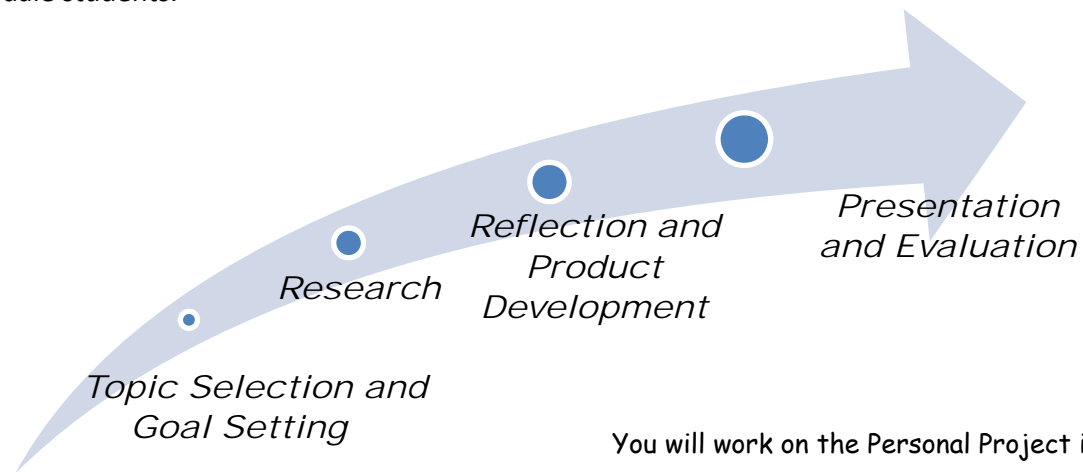 students.
Presentation
and Evaluation
Reflection and
Product
Development
Research
Topic Selection and
Goal Setting
You will work on the Personal Project i